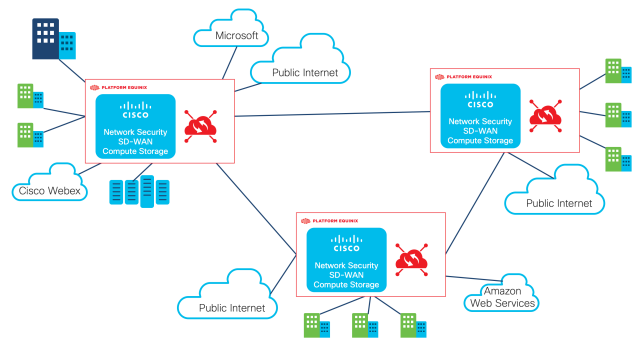 Microsoft
Public Internet
PLATFORM EQUINIX
CISCO
Network Security
SD-WAN
Compute Storage
PLATFORM EQUINIX
CISCO
Network Security
SD-WAN
Compute Storage
Cisco Webex
Public Internet
PLATFORM EQUINIX
CISCO
Network Security
SD-WAN
Compute Storage
Public Internet
Amazon
Web Services